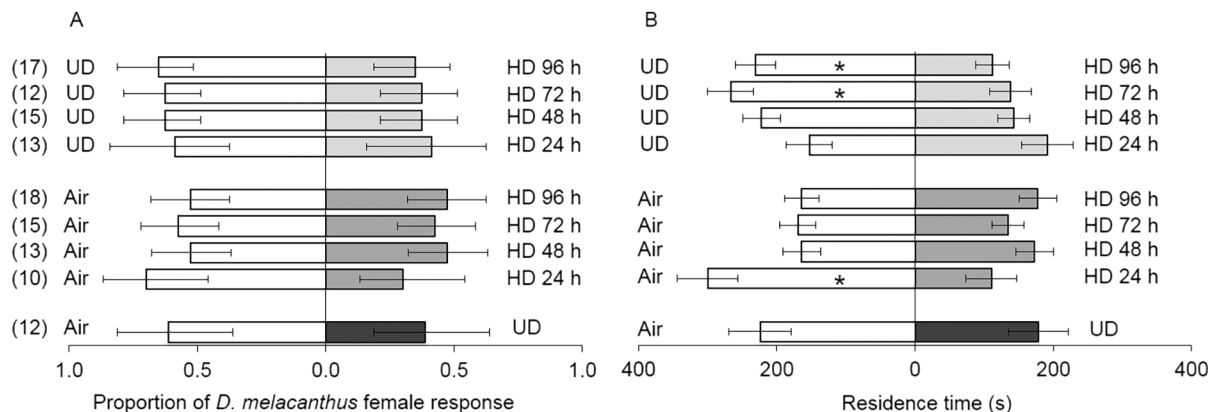 A
B
(17) UD HD 96 h UD * HD 96 h
(12) UD HD 72 h UD * HD 72 h
(15) UD HD 48 h UD HD 48 h
(13) UD HD 24 h UD HD 24 h
(18) Air HD 96 h Air HD 96 h
(15) Air HD 72 h Air HD 72 h
(13) Air HD 48 h Air HD 48 h
(10) Air HD 24 h Air * HD 24 h
(12) Air UD Air UD
1.0 0.5 0.0 0.5 1.0 400 200 0 200 400
Proportion of D. melacanthus female response Residence time (s)